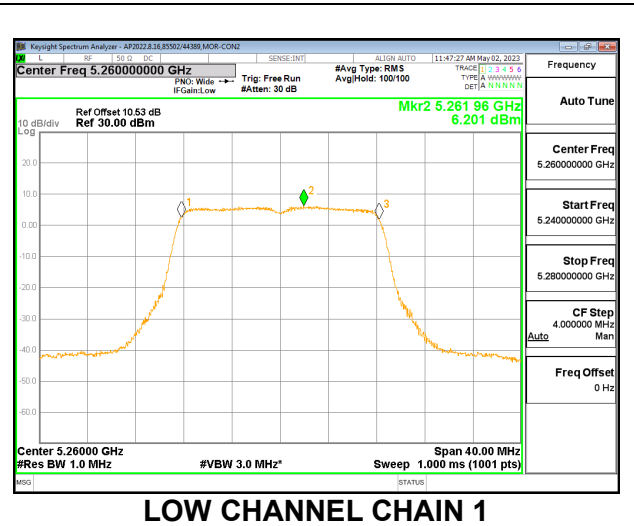 Keysight Spectrum Analyzer - AP2022.8.16,85502/44389,MOR-CON2
L RF 50 Ω DC SENSE:INT ALIGN AUTO 11:47:27 AM May 02, 2023
Center Freq 5.260000000 GHz
PNO: Wide
IFGain:Low
Trig: Free Run
#Atten: 30 dB
#Avg Type: RMS
Avg|Hold: 100/100
TRACE 1 2 3 4 5 6
TYPE A WWWWW
DET A N N N N N
Frequency
Mkr2 5.261 96 GHz
6.201 dBm
Ref Offset 10.53 dB
Ref 30.00 dBm
10 dB/div
Log
20.0
10.0
0.00
-10.0
-20.0
-30.0
-40.0
-50.0
-60.0
1
2
3
Auto Tune
Center Freq
5.260000000 GHz
Start Freq
5.240000000 GHz
Stop Freq
5.280000000 GHz
CF Step
4.000000 MHz
Auto Man
Freq Offset
0 Hz
Center 5.26000 GHz Span 40.00 MHz
#Res BW 1.0 MHz #VBW 3.0 MHz* Sweep 1.000 ms (1001 pts)
MSG STATUS
LOW CHANNEL CHAIN 1